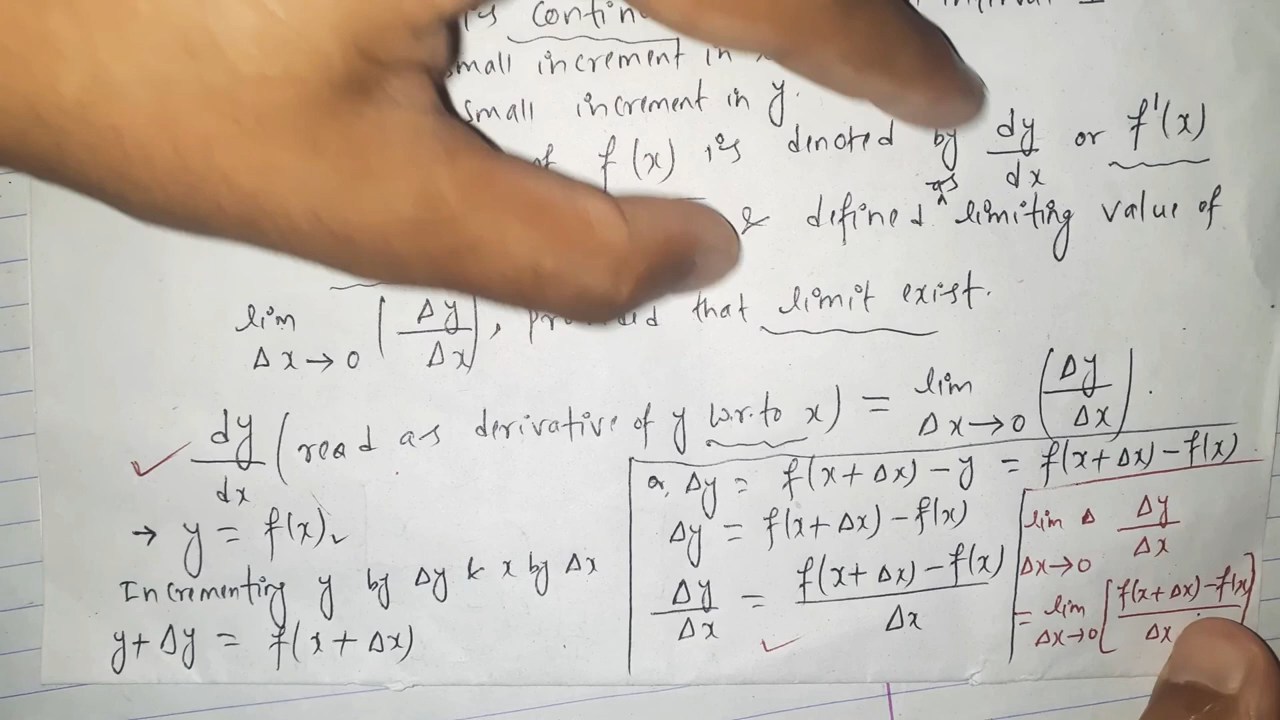 is
small increment in
small increment in y.
of f(x) is denoted by dy/dx or f'(x)
& defined as limiting value of
lim Δx→0 (Δy/Δx), that limit exist.
dy/dx (read as derivative of y w.r.to x) = lim Δx→0 (Δy/Δx).
→ y = f(x)
Incrementing y by Δy & x by Δx
y+Δy = f(x+Δx)
or, Δy = f(x+Δx) – y = f(x+Δx) – f(x)
Δy = f(x+Δx) – f(x)
Δy/Δx = f(x+Δx) – f(x)/Δx
lim Δ Δx→0 Δy/Δx
= lim Δx→0 [f(x+Δx) – f(x)/Δx]